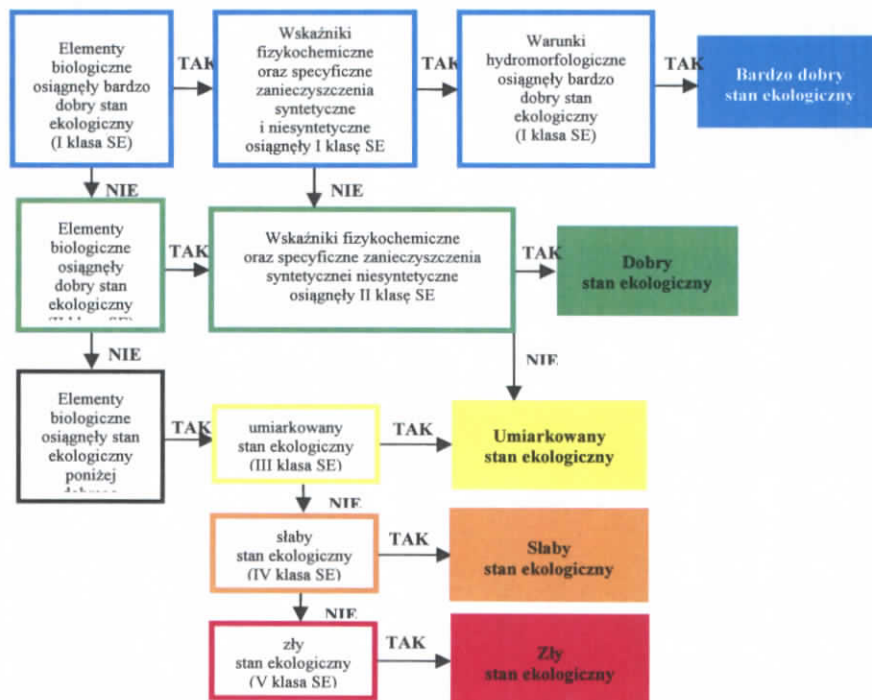 Elementy
biologiczne
osiągnęły bardzo
dobry stan
ekologiczny
(I klasa SE)
TAK
Wskaźniki
fizykochemiczne
oraz specyficzne
zanieczyszczenia
syntetyczne
i niesyntetyczne
osiągnęły I klasę SE
TAK
Warunki
hydromorfologiczne
osiągnęły bardzo
dobry stan
ekologiczny
(I klasa SE)
TAK
Bardzo dobry
stan ekologiczny
NIE
NIE
Elementy
biologiczne
osiągnęły
dobry stan
ekologiczny
(II klasa SE)
TAK
Wskaźniki fizykochemiczne
oraz specyficzne zanieczyszczenia
syntetycznei niesyntetyczne
osiągnęły II klasę SE
TAK
Dobry
stan ekologiczny
NIE
NIE
Elementy
biologiczne
osiągnęły stan
ekologiczny
poniżej
TAK
umiarkowany
stan ekologiczny
(III klasa SE)
TAK
Umiarkowany
stan ekologiczny
NIE
słaby
stan ekologiczny
(IV klasa SE)
TAK
Słaby
stan ekologiczny
NIE
zły
stan ekologiczny
(V klasa SE)
TAK
Zły
stan ekologiczny